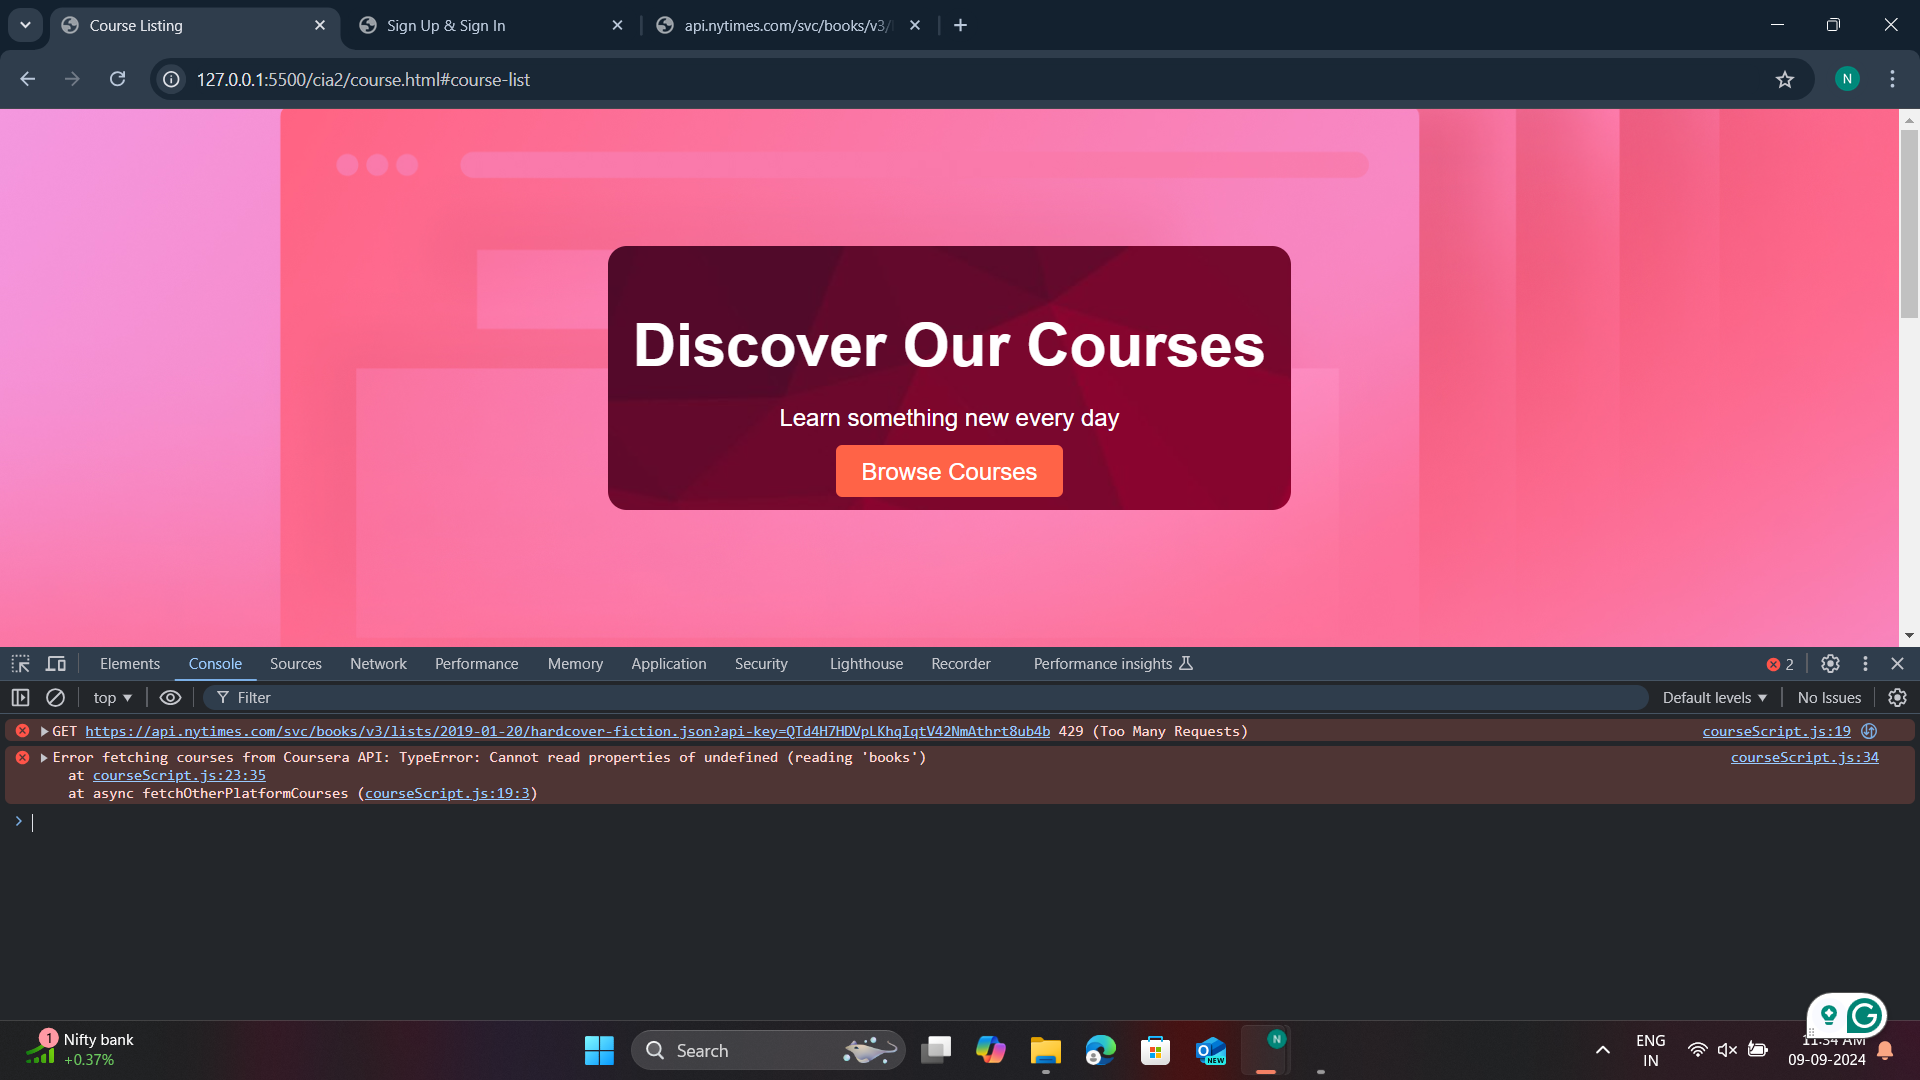 Course Listing
Sign Up & Sign In
api.nytimes.com/svc/books/v3/
127.0.0.1:5500/cia2/course.html#course-list
N
Discover Our Courses
Learn something new every day
Browse Courses
Elements Console Sources Network Performance Memory Application Security Lighthouse Recorder Performance insights 2
top Filter Default levels No Issues
GET https://api.nytimes.com/svc/books/v3/lists/2019-01-20/hardcover-fiction.json?api-key=QTd4H7HDVpLKhqIqtV42NmAthrt8ub4b 429 (Too Many Requests) courseScript.js:19
Error fetching courses from Coursera API: TypeError: Cannot read properties of undefined (reading 'books') courseScript.js:34
at courseScript.js:23:35
at async fetchOtherPlatformCourses (courseScript.js:19:3)
1
Nifty bank
+0.37%
Search
NEW
N
ENG
IN
11:34 AM
09-09-2024